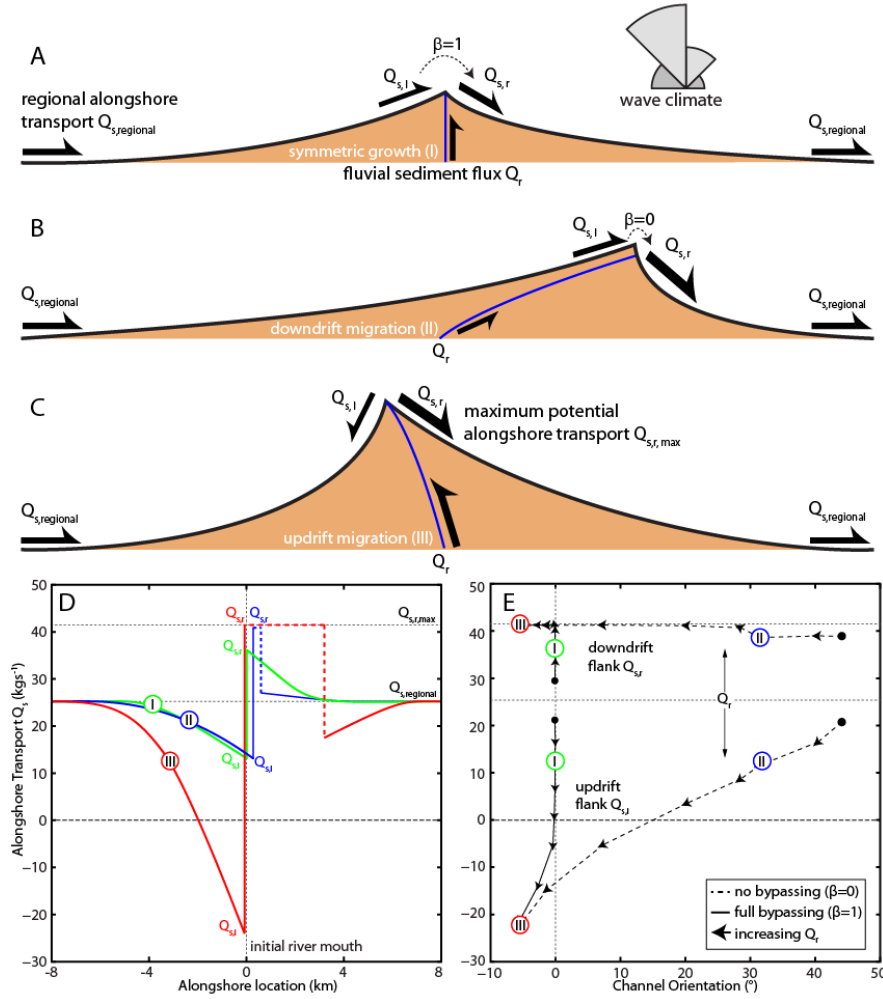 A
β=1
Qs,l
Qs,r
wave climate
regional alongshore
transport Qs,regional
Qs,regional
symmetric growth (I)
fluvial sediment flux Qr
B
β=0
Qs,l
Qs,r
Qs,regional
Qs,regional
downdrift migration (II)
Qr
C
Qs,l
Qs,r
maximum potential
alongshore transport Qs,r,max
Qs,regional
Qs,regional
updrift migration (III)
Qr
D
50
40
30
20
10
0
−10
−20
−30
Alongshore Transport Qs (kgs-1)
Qs,r
Qs,r
Qs,r,max
Qs,r
Qs,regional
I
II
III
Qs,l
Qs,l
Qs,l
initial river mouth
-8
-4
0
4
8
Alongshore location (km)
E
50
40
30
20
10
0
−10
−20
−30
III
I
II
downdrift
flank Qs,r
Qr
I
II
updrift
flank Qs,l
III
no bypassing (β=0)
full bypassing (β=1)
increasing Qr
−10
0
10
20
30
40
50
Channel Orientation (°)